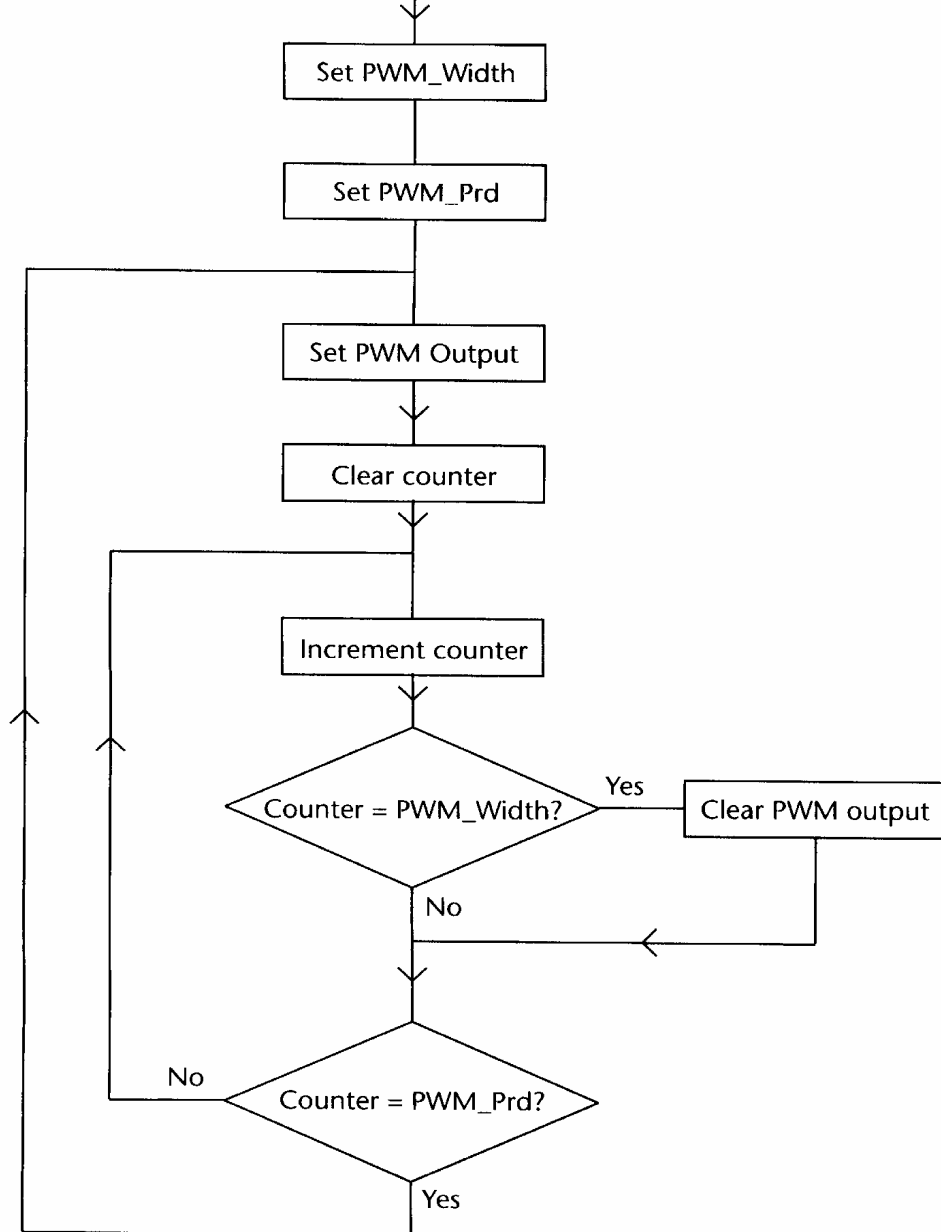 Set PWM_Width
Set PWM_Prd
Set PWM Output
Clear counter
Increment counter
Counter = PWM_Width?
Yes
Clear PWM output
No
No
Counter = PWM_Prd?
Yes